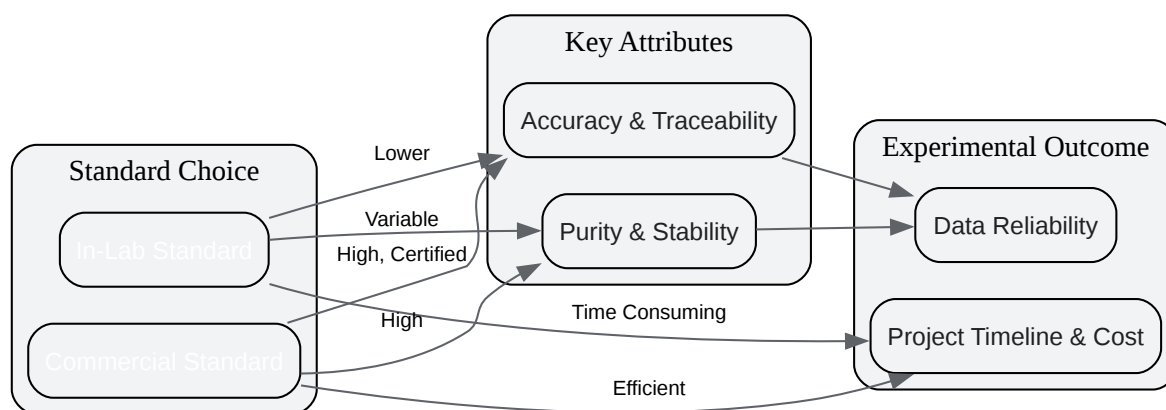 Standard Choice
In-Lab Standard
Commercial Standard
Lower
Variable
High, Certified
High
Key Attributes
Accuracy & Traceability
Purity & Stability
Time Consuming
Efficient
Experimental Outcome
Data Reliability
Project Timeline & Cost